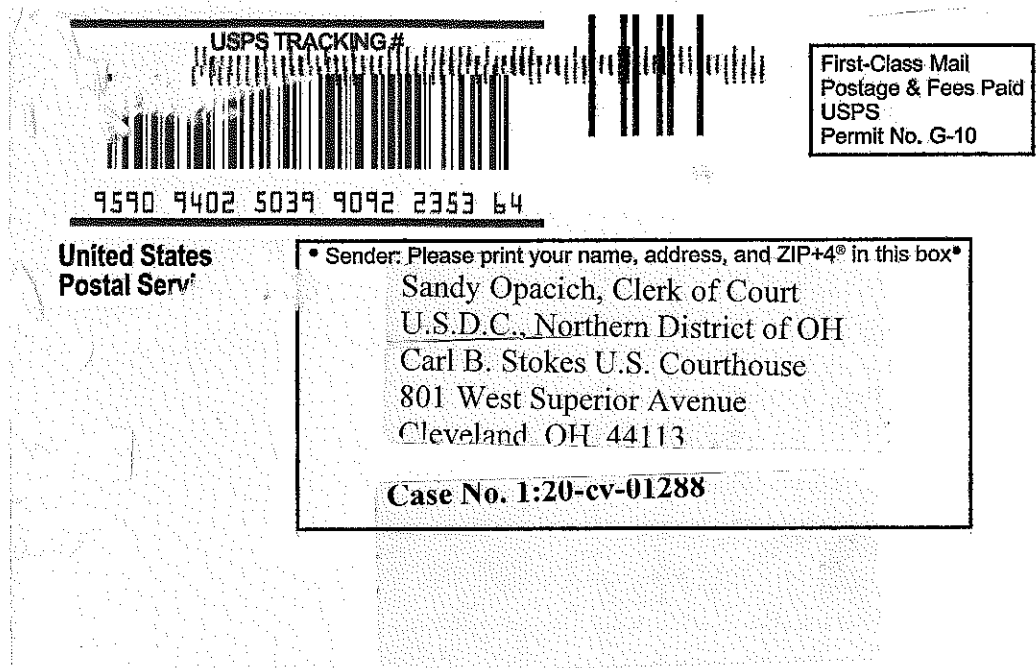 USPS TRACKING #
First-Class Mail
Postage & Fees Paid
USPS
Permit No. G-10
9590 9402 5039 9092 2353 64
United States
Postal Servi
• Sender: Please print your name, address, and ZIP+4® in this box•
Sandy Opacich, Clerk of Court
U.S.D.C., Northern District of OH
Carl B. Stokes U.S. Courthouse
801 West Superior Avenue
Cleveland OH 44113
Case No. 1:20-cv-01288